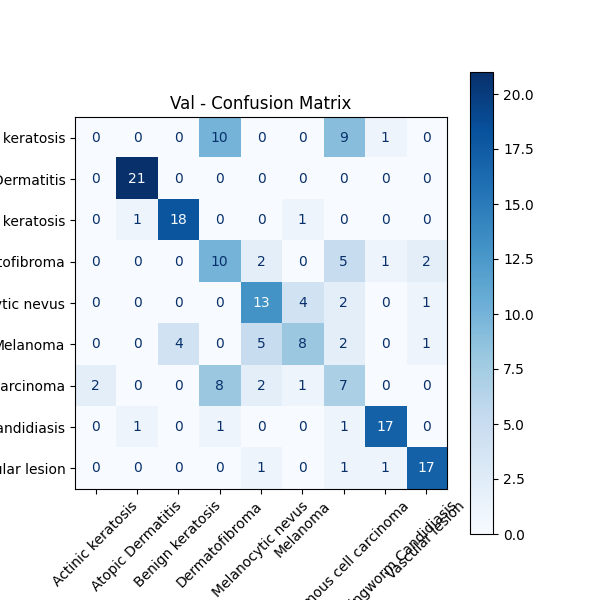 Val - Confusion Matrix
keratosis 0 0 0 10 0 0 9 1 0
Dermatitis 0 21 0 0 0 0 0 0 0
keratosis 0 1 18 0 0 1 0 0 0
tofibroma 0 0 0 10 2 0 5 1 2
ytic nevus 0 0 0 0 13 4 2 0 1
Melanoma 0 0 4 0 5 8 2 0 1
arcinoma 2 0 0 8 2 1 7 0 0
andidiasis 0 1 0 1 0 0 1 17 0
ular lesion 0 0 0 0 1 0 1 1 17
Actinic keratosis
Atopic Dermatitis
Benign keratosis
Dermatofibroma
Melanocytic nevus
Melanoma
mous cell carcinoma
ingworm Candidiasis
Vascular lesion
20.0
17.5
15.0
12.5
10.0
7.5
5.0
2.5
0.0